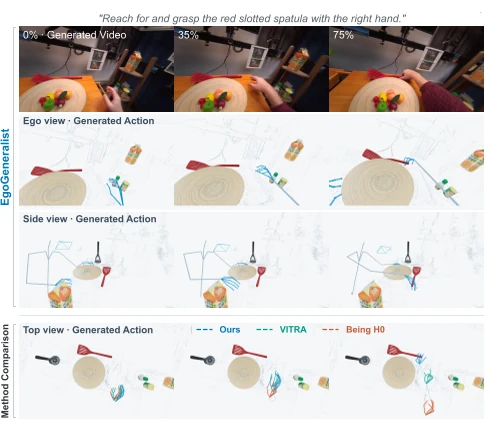 "Reach for and grasp the red slotted spatula with the right hand."
0% · Generated Video
35%
75%
EgoGeneralist
Ego view · Generated Action
Side view · Generated Action
Method Comparison
Top view · Generated Action
Ours
VITRA
Being H0